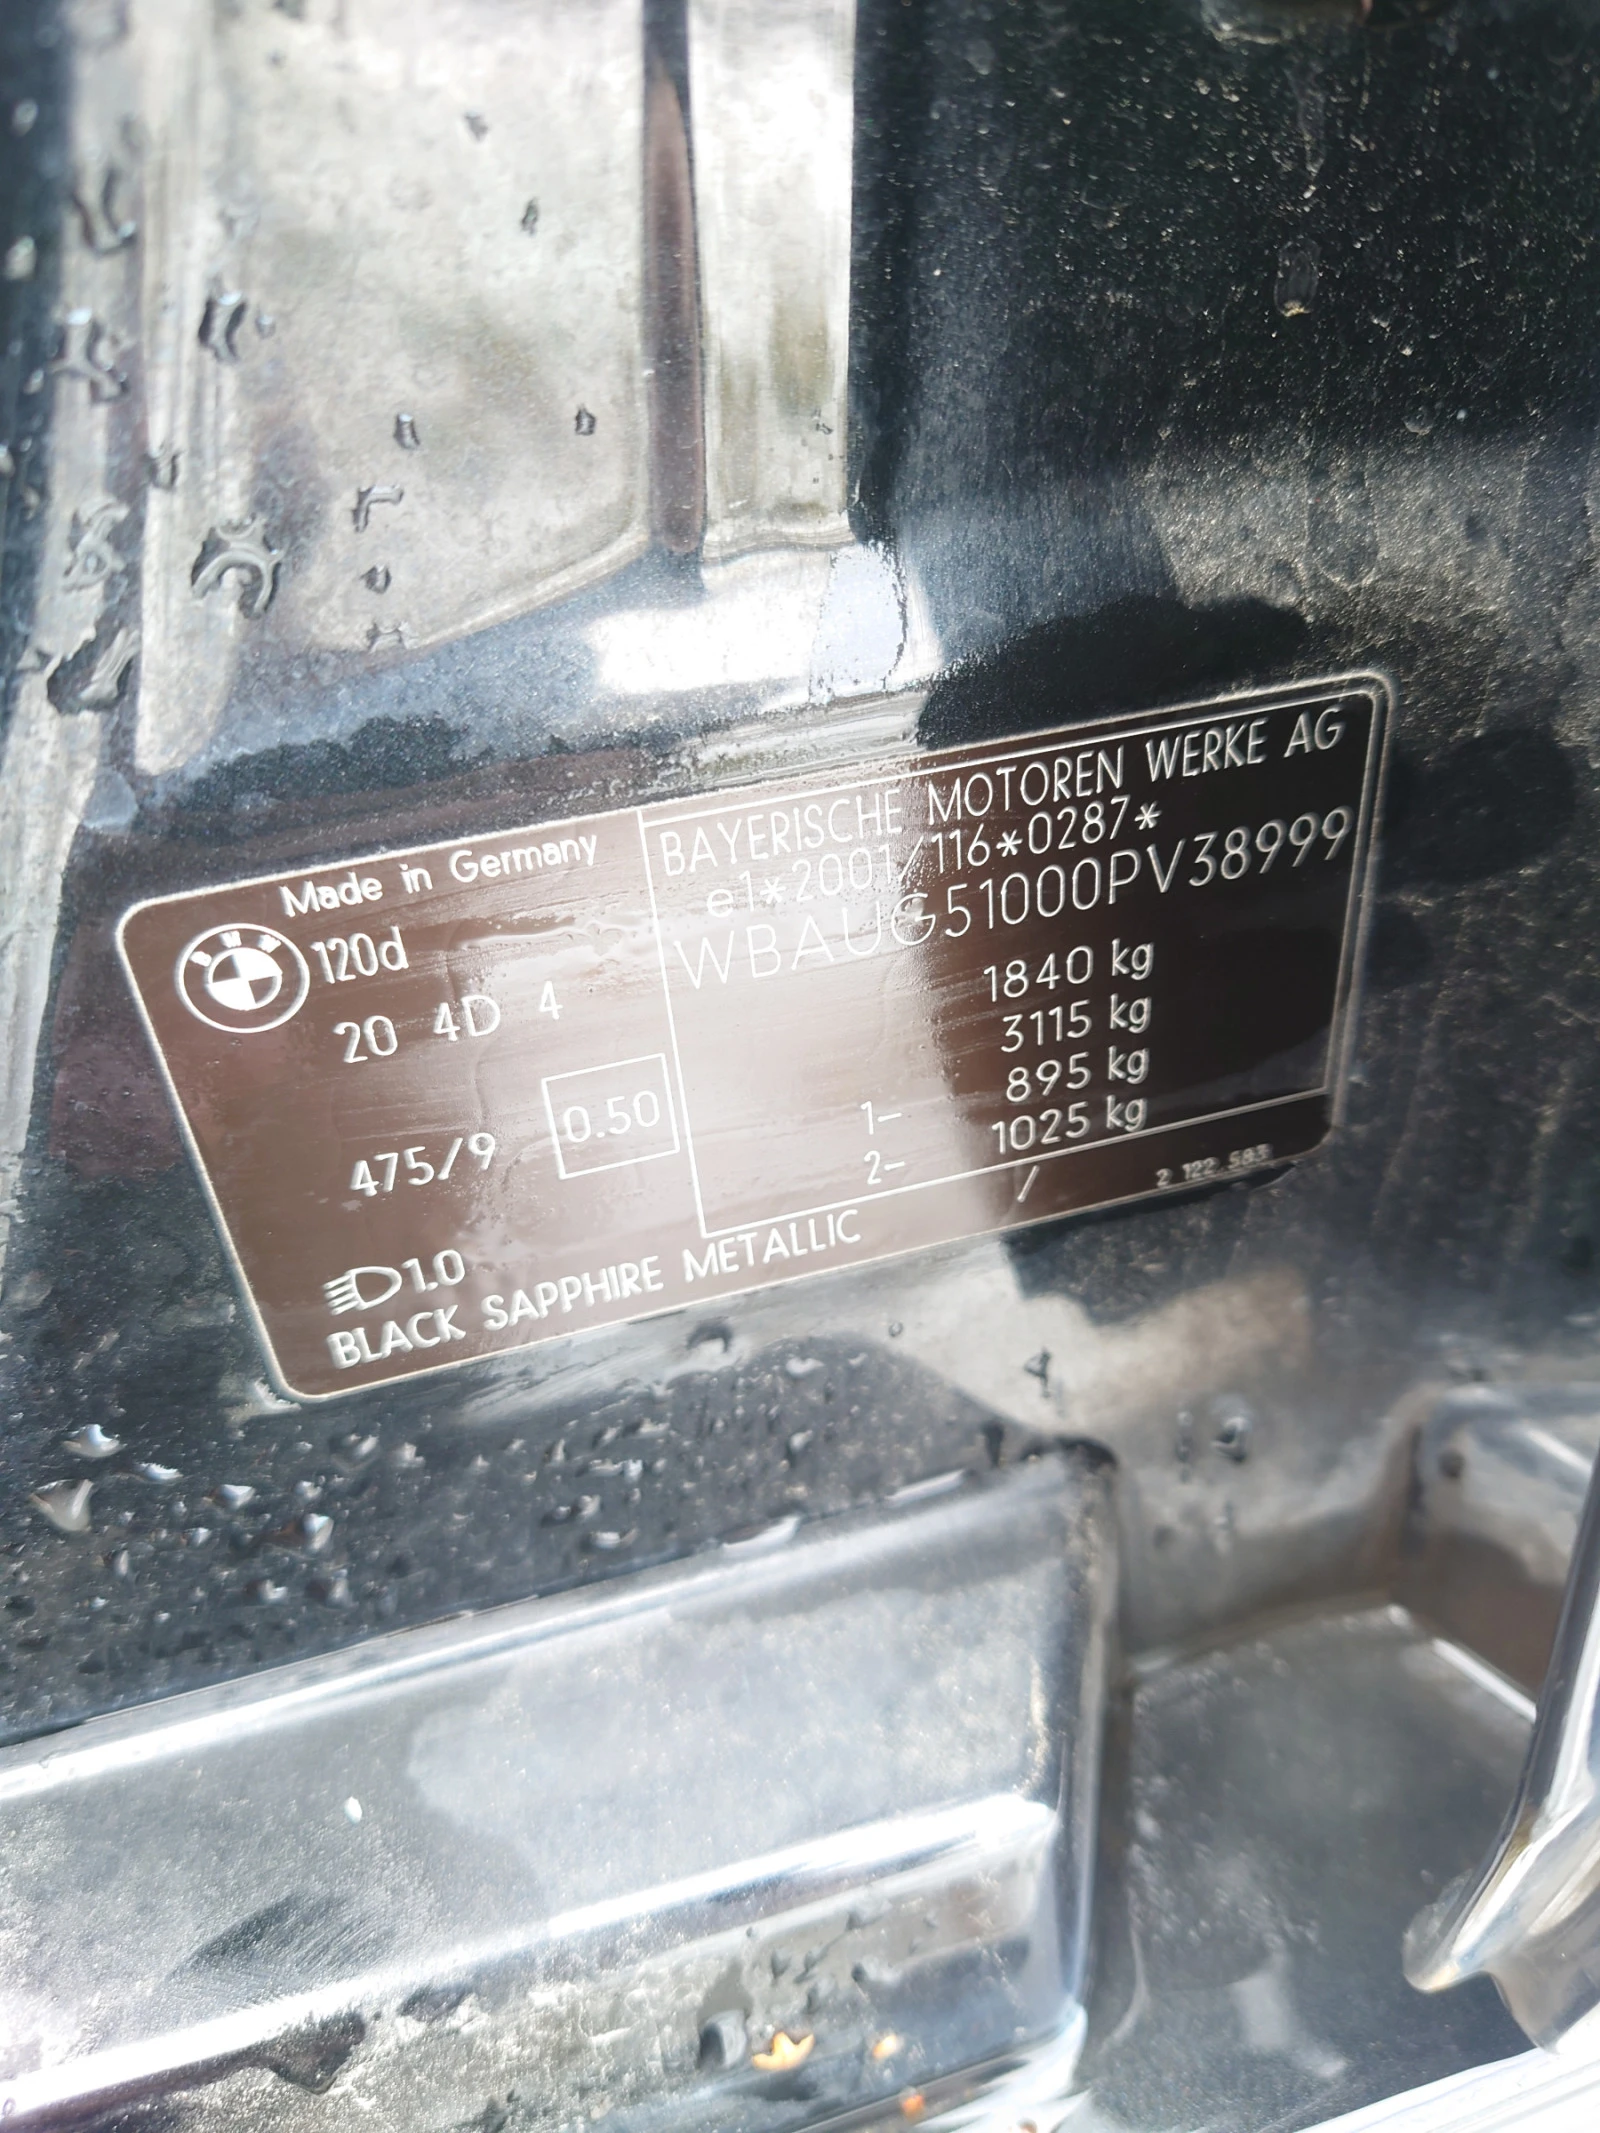 Made in Germany
BMW
120d
20 4D 4
475/9
0.50
1.0
BLACK SAPPHIRE METALLIC
BAYERISCHE MOTOREN WERKE AG
e1*2001/116*0287*
WBAUG51000PV38999
1840 kg
3115 kg
1- 895 kg
2- 1025 kg
/
2 122 583